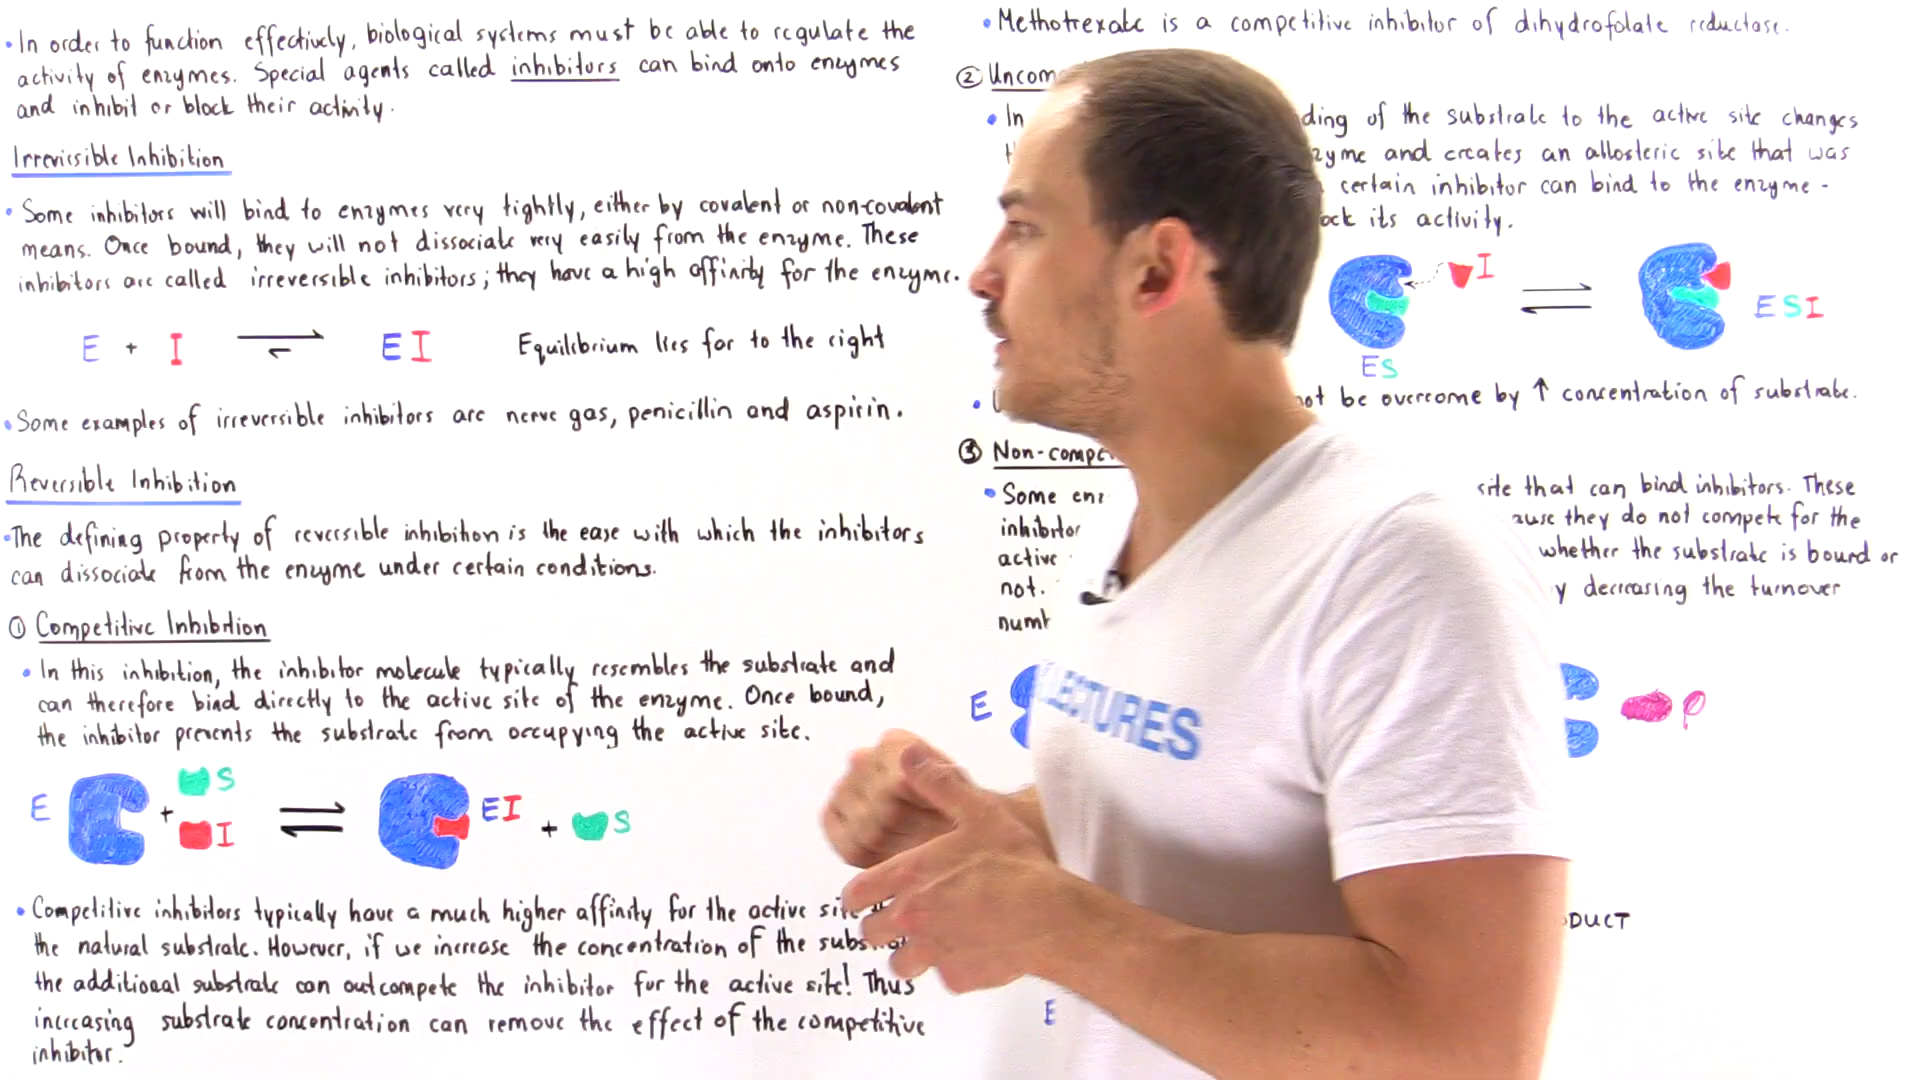 • In order to function effectively, biological systems must be able to regulate the
activity of enzymes. Special agents called inhibitors can bind onto enzymes
and inhibit or block their activity.
Irreversible Inhibition
• Some inhibitors will bind to enzymes very tightly, either by covalent or non-covalent
means. Once bound, they will not dissociate very easily from the enzyme. These
inhibitors are called irreversible inhibitors; they have a high affinity for the enzyme.
E + I ⇌ EI Equilibrium lies far to the right
• Some examples of irreversible inhibitors are nerve gas, penicillin and aspirin.
Reversible Inhibition
• The defining property of reversible inhibition is the ease with which the inhibitors
can dissociate from the enzyme under certain conditions.
① Competitive Inhibition
• In this inhibition, the inhibitor molecule typically resembles the substrate and
can therefore bind directly to the active site of the enzyme. Once bound,
the inhibitor prevents the substrate from occupying the active site.
E + S I ⇌ EI + S
• Competitive inhibitors typically have a much higher affinity for the active site
the natural substrate. However, if we increase the concentration of the
the additional substrate can outcompete the inhibitor for the active site! Thus
increasing substrate concentration can remove the effect of the competitive
inhibitor.
• Methotrexate is a competitive inhibitor of dihydrofolate reductase.
② Uncom
• In ding of the substrate to the active site changes
zyme and creates an allosteric site that was
certain inhibitor can bind to the enzyme -
ock its activity.
I ⇌ ESI
ES
• not be overcome by ↑ concentration of substrate.
③ Non-compe
• Some enz site that can bind inhibitors. These
inhibitor ause they do not compete for the
active whether the substrate is bound or
not. y decreasing the turnover
numb
E P
LECTURES
DUCT
E